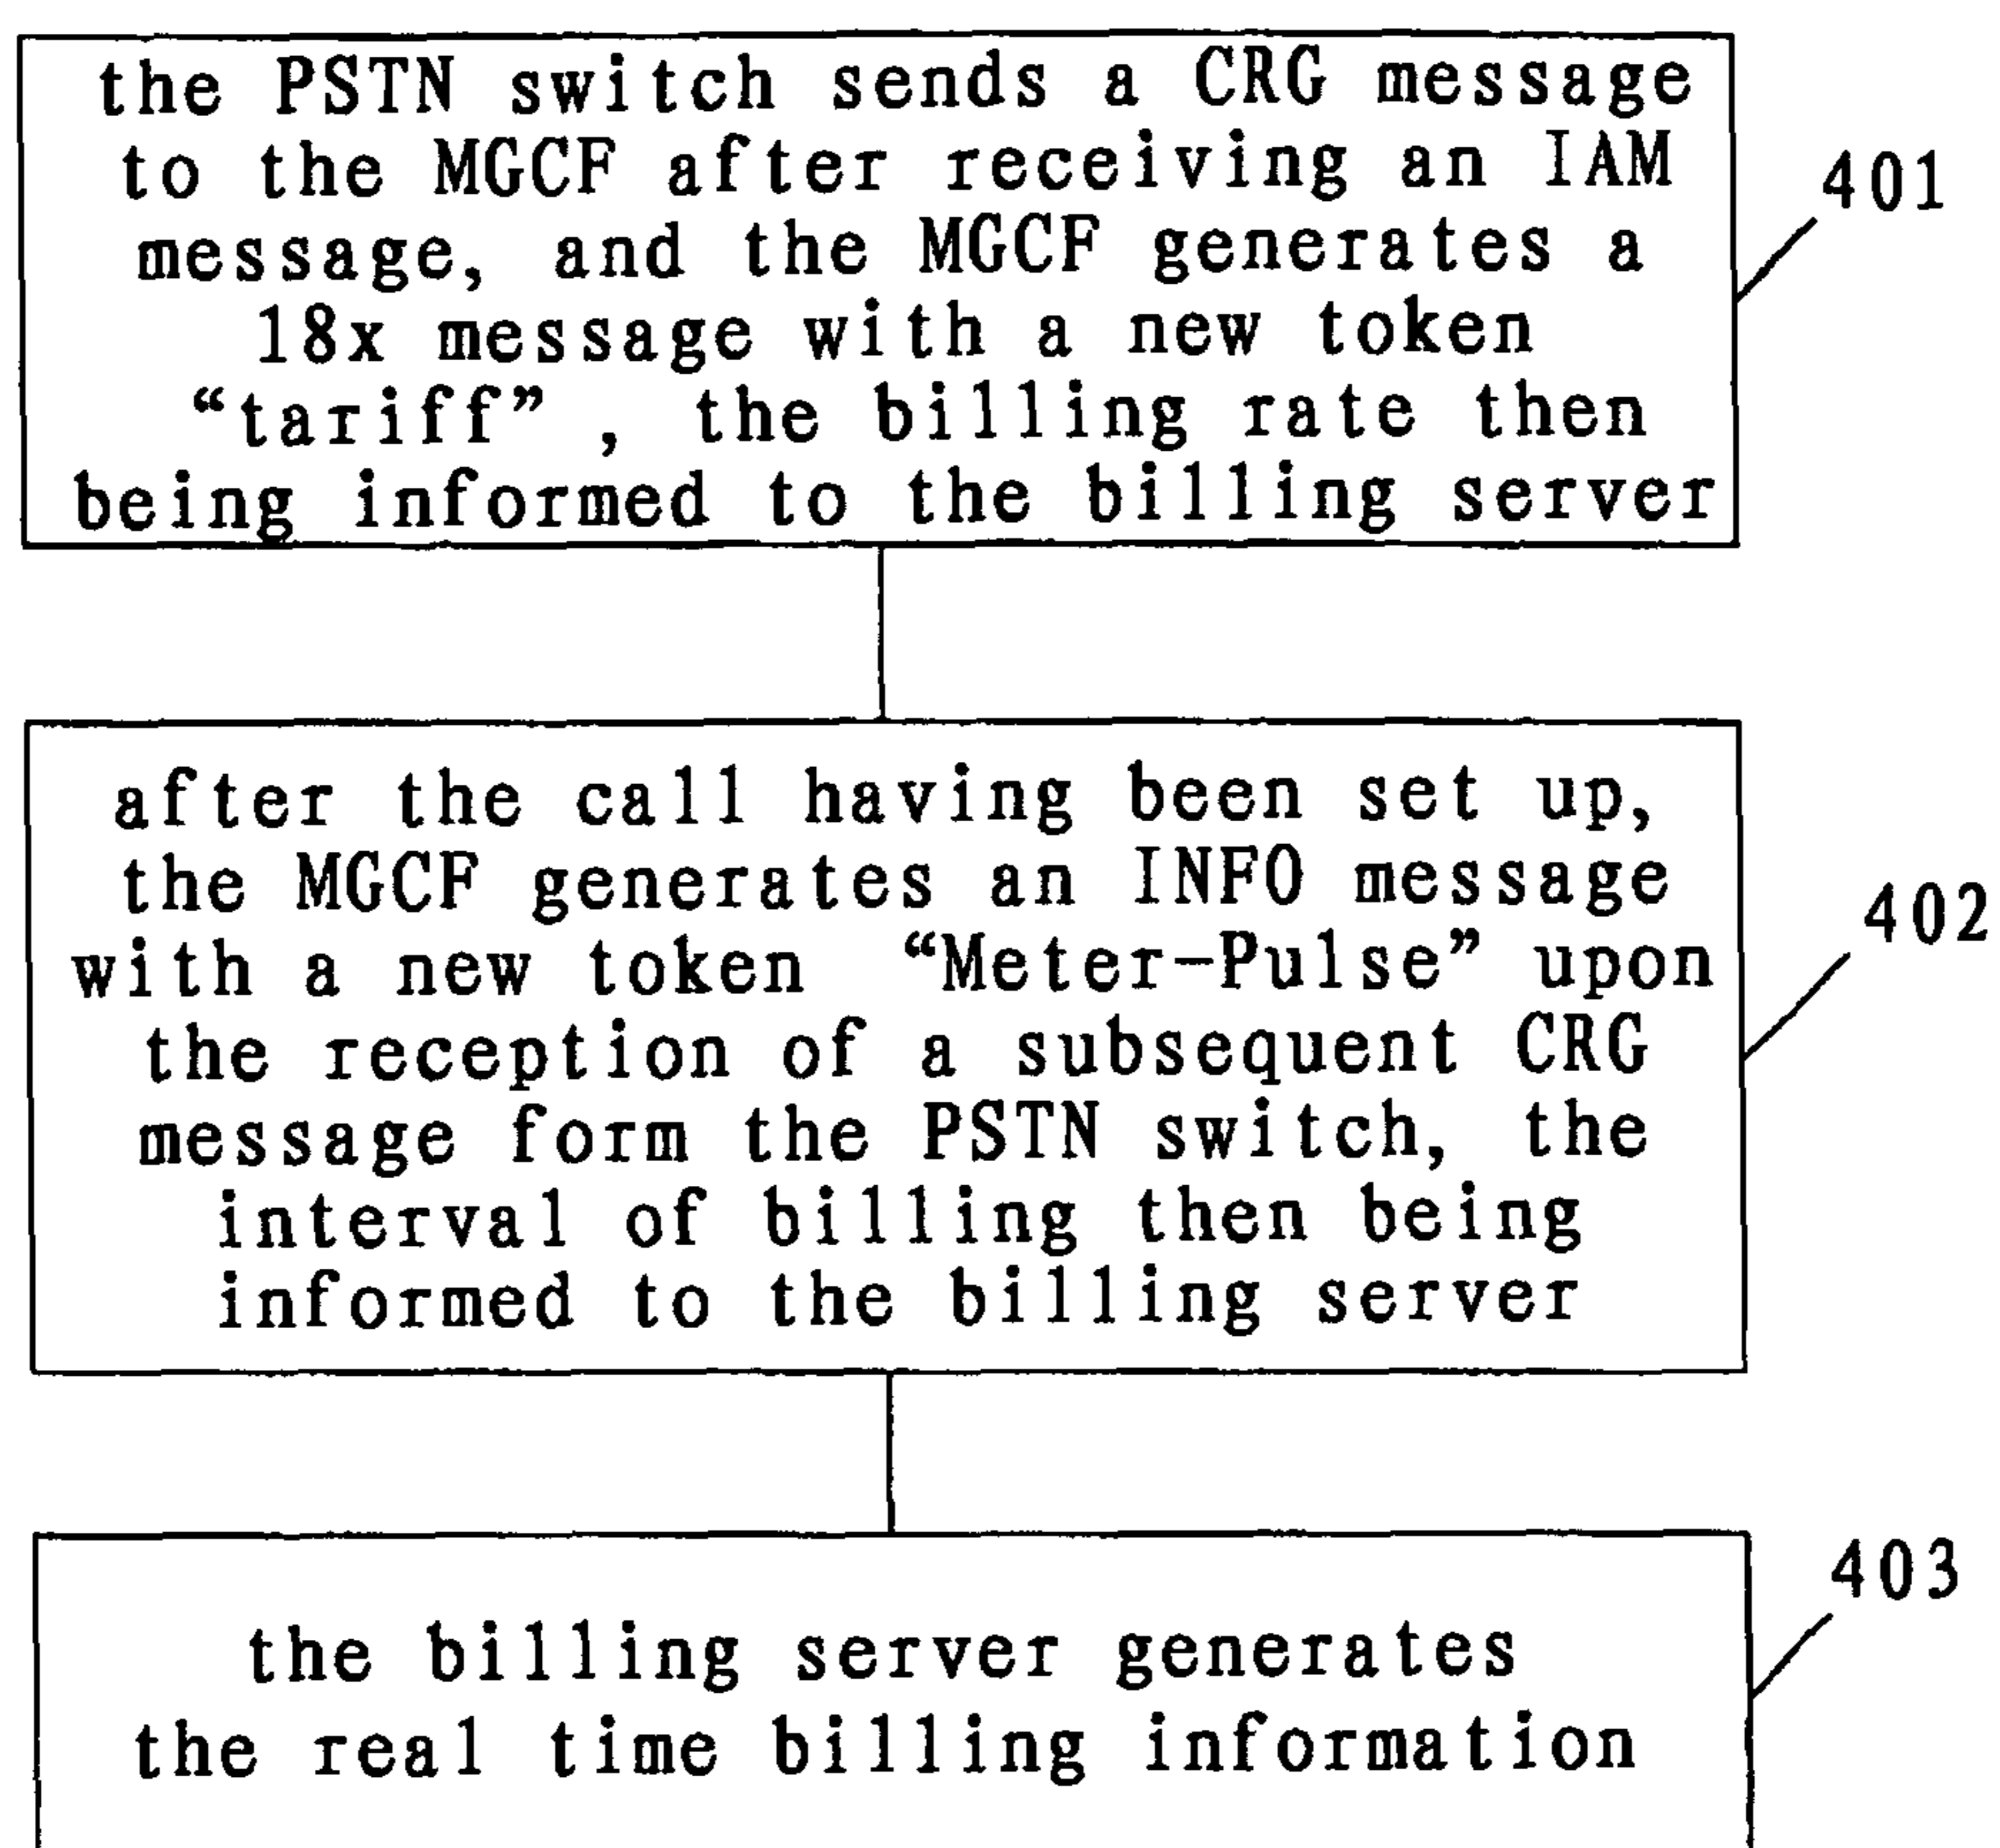 the PSTN switch sends a CRG message
to the MGCF after receiving an IAM
message, and the MGCF generates a
18x message with a new token
“tariff” , the billing rate then
being informed to the billing server
401
after the call having been set up,
the MGCF generates an INFO message
with a new token “Meter-Pulse” upon
the reception of a subsequent CRG
message form the PSTN switch, the
interval of billing then being
informed to the billing server
402
the billing server generates
the real time billing information
403